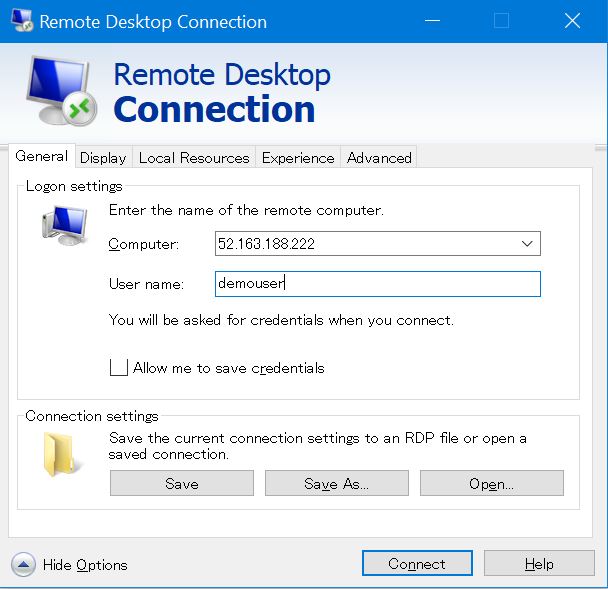 Remote Desktop Connection
Remote Desktop
Connection
General Display Local Resources Experience Advanced
Logon settings
Enter the name of the remote computer.
Computer: 52.163.188.222
User name: demouser
You will be asked for credentials when you connect.
Allow me to save credentials
Connection settings
Save the current connection settings to an RDP file or open a
saved connection.
Save Save As... Open...
Hide Options Connect Help